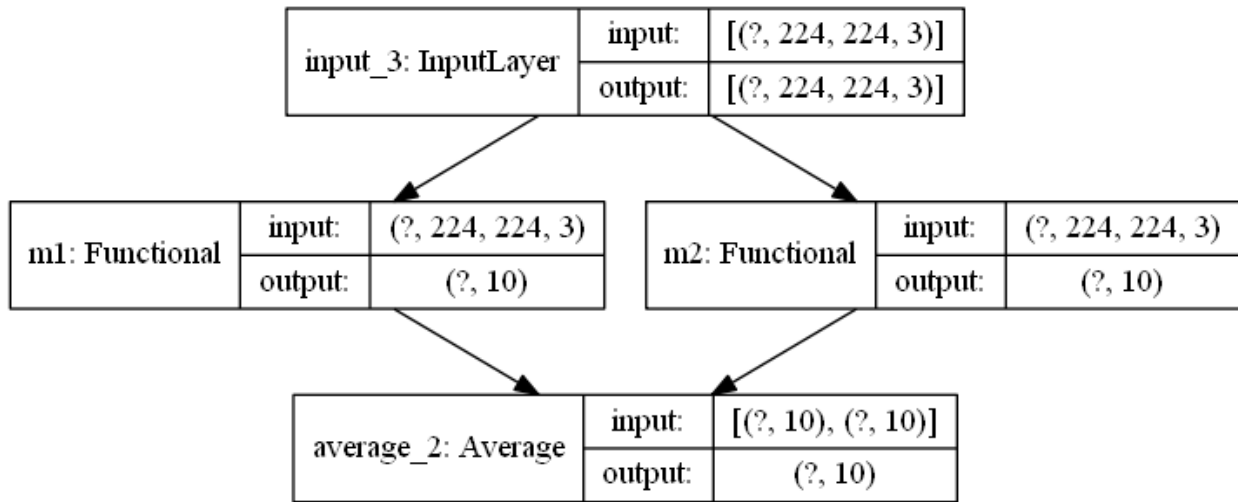 input_3: InputLayer
input: [(?, 224, 224, 3)]
output: [(?, 224, 224, 3)]
m1: Functional
input: (?, 224, 224, 3)
output: (?, 10)
m2: Functional
input: (?, 224, 224, 3)
output: (?, 10)
average_2: Average
input: [(?, 10), (?, 10)]
output: (?, 10)